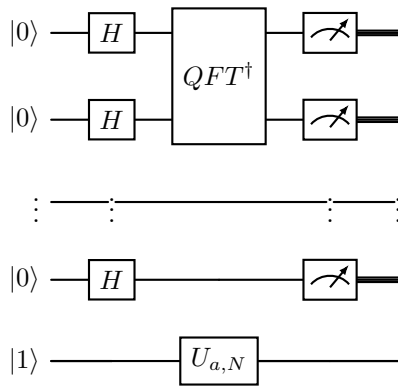 |0⟩ H QFT† 
|0⟩ H
⋮ ⋮ ⋮ ⋮
|0⟩ H
|1⟩ U_{a,N}